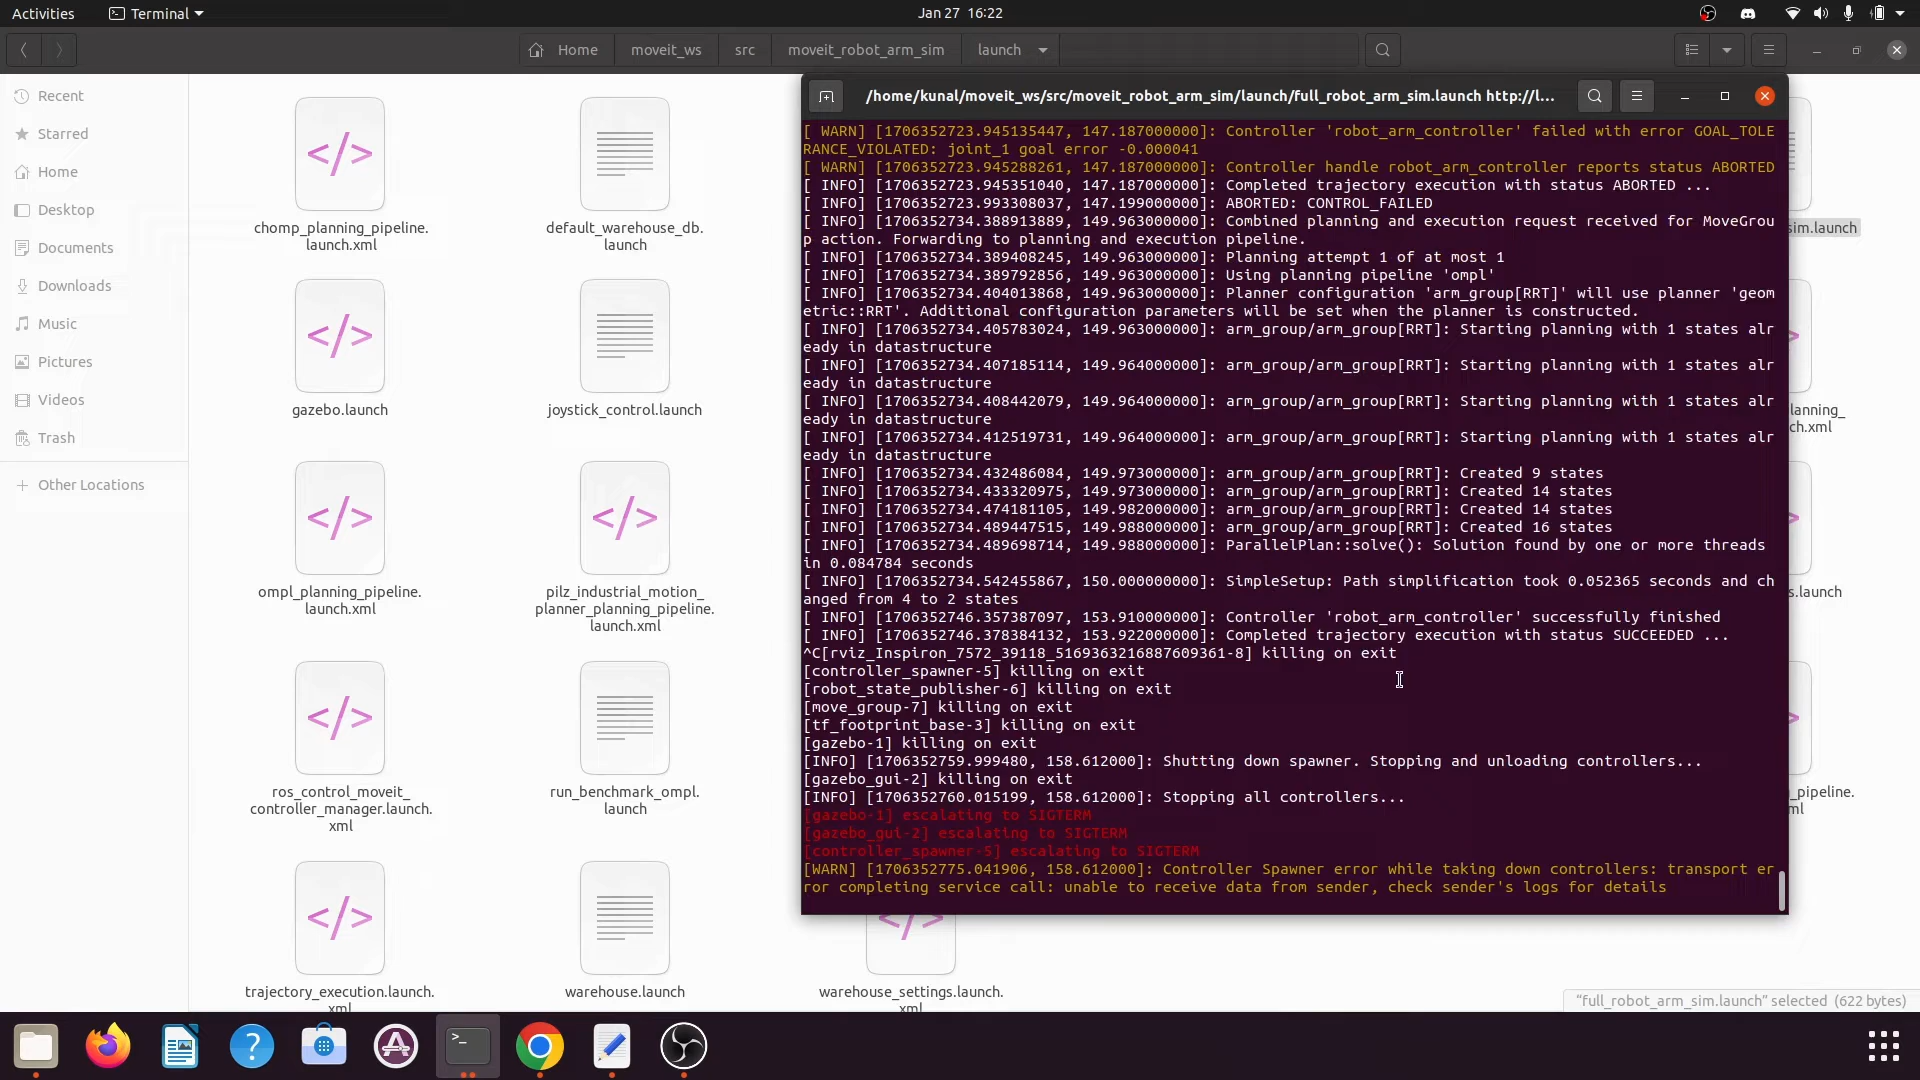 Activities
Terminal
Jan 27 16:22
Home
moveit_ws
src
moveit_robot_arm_sim
launch
Recent
Starred
Home
Desktop
Documents
Downloads
Music
Pictures
Videos
Trash
Other Locations
chomp_planning_pipeline.
launch.xml
default_warehouse_db.
launch
gazebo.launch
joystick_control.launch
ompl_planning_pipeline.
launch.xml
pilz_industrial_motion_
planner_planning_pipeline.
launch.xml
ros_control_moveit_
controller_manager.launch.
xml
run_benchmark_ompl.
launch
trajectory_execution.launch.
xml
warehouse.launch
warehouse_settings.launch.
xml
sim.launch
lanning_
ch.xml
s.launch
_pipeline.
ml
/home/kunal/moveit_ws/src/moveit_robot_arm_sim/launch/full_robot_arm_sim.launch http://l...
[ WARN] [1706352723.945135447, 147.187000000]: Controller 'robot_arm_controller' failed with error GOAL_TOLE
RANCE_VIOLATED: joint_1 goal error -0.000041
[ WARN] [1706352723.945288261, 147.187000000]: Controller handle robot_arm_controller reports status ABORTED
[ INFO] [1706352723.945351040, 147.187000000]: Completed trajectory execution with status ABORTED ...
[ INFO] [1706352723.993308037, 147.199000000]: ABORTED: CONTROL_FAILED
[ INFO] [1706352734.388913889, 149.963000000]: Combined planning and execution request received for MoveGrou
p action. Forwarding to planning and execution pipeline.
[ INFO] [1706352734.389408245, 149.963000000]: Planning attempt 1 of at most 1
[ INFO] [1706352734.389792856, 149.963000000]: Using planning pipeline 'ompl'
[ INFO] [1706352734.404013868, 149.963000000]: Planner configuration 'arm_group[RRT]' will use planner 'geom
etric::RRT'. Additional configuration parameters will be set when the planner is constructed.
[ INFO] [1706352734.405783024, 149.963000000]: arm_group/arm_group[RRT]: Starting planning with 1 states alr
eady in datastructure
[ INFO] [1706352734.407185114, 149.964000000]: arm_group/arm_group[RRT]: Starting planning with 1 states alr
eady in datastructure
[ INFO] [1706352734.408442079, 149.964000000]: arm_group/arm_group[RRT]: Starting planning with 1 states alr
eady in datastructure
[ INFO] [1706352734.412519731, 149.964000000]: arm_group/arm_group[RRT]: Starting planning with 1 states alr
eady in datastructure
[ INFO] [1706352734.432486084, 149.973000000]: arm_group/arm_group[RRT]: Created 9 states
[ INFO] [1706352734.433320975, 149.973000000]: arm_group/arm_group[RRT]: Created 14 states
[ INFO] [1706352734.474181105, 149.982000000]: arm_group/arm_group[RRT]: Created 14 states
[ INFO] [1706352734.489447515, 149.988000000]: arm_group/arm_group[RRT]: Created 16 states
[ INFO] [1706352734.489698714, 149.988000000]: ParallelPlan::solve(): Solution found by one or more threads
in 0.084784 seconds
[ INFO] [1706352734.542455867, 150.000000000]: SimpleSetup: Path simplification took 0.052365 seconds and ch
anged from 4 to 2 states
[ INFO] [1706352746.357387097, 153.910000000]: Controller 'robot_arm_controller' successfully finished
[ INFO] [1706352746.378384132, 153.922000000]: Completed trajectory execution with status SUCCEEDED ...
^C[rviz_Inspiron_7572_39118_5169363216887609361-8] killing on exit
[controller_spawner-5] killing on exit
[robot_state_publisher-6] killing on exit
[move_group-7] killing on exit
[tf_footprint_base-3] killing on exit
[gazebo-1] killing on exit
[INFO] [1706352759.999480, 158.612000]: Shutting down spawner. Stopping and unloading controllers...
[gazebo_gui-2] killing on exit
[INFO] [1706352760.015199, 158.612000]: Stopping all controllers...
[gazebo-1] escalating to SIGTERM
[gazebo_gui-2] escalating to SIGTERM
[controller_spawner-5] escalating to SIGTERM
[WARN] [1706352775.041906, 158.612000]: Controller Spawner error while taking down controllers: transport er
ror completing service call: unable to receive data from sender, check sender's logs for details
"full_robot_arm_sim.launch" selected (622 bytes)